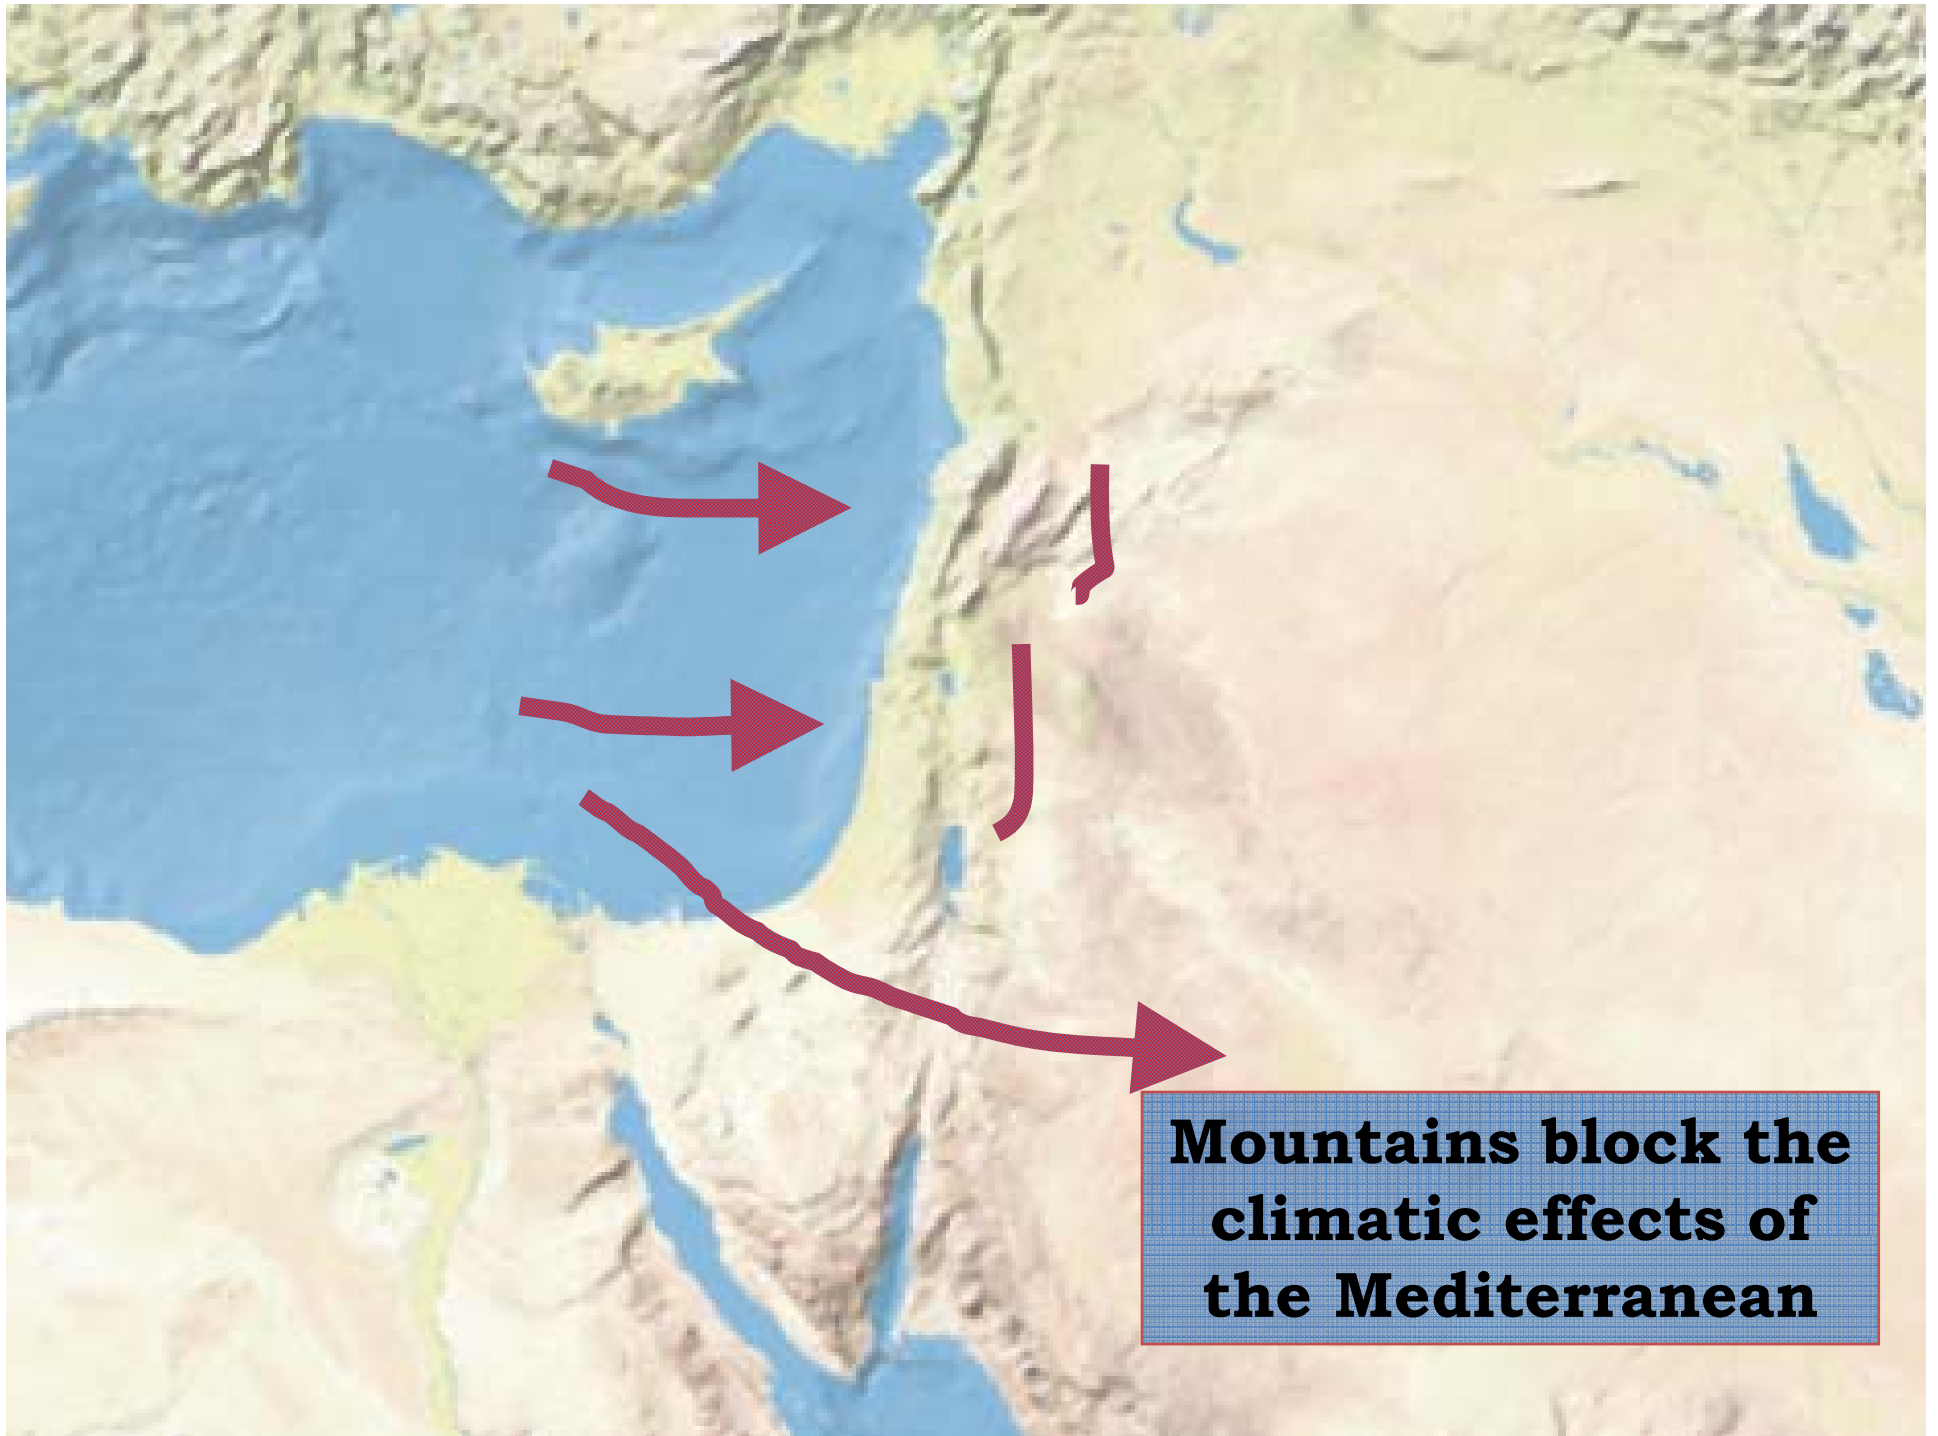 Mountains block the
climatic effects of
the Mediterranean